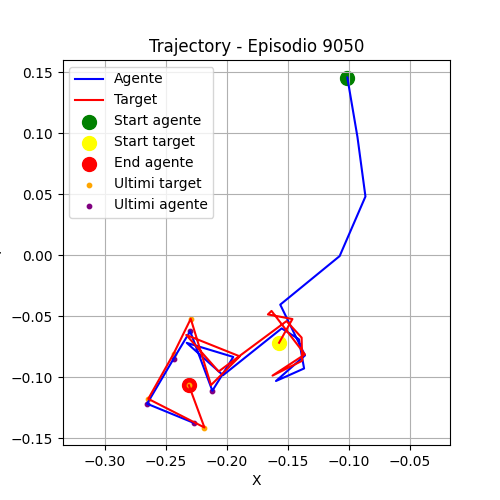 Trajectory - Episodio 9050
Agente
Target
Start agente
Start target
End agente
Ultimi target
Ultimi agente
0.15
0.10
0.05
0.00
−0.05
−0.10
−0.15
−0.30
−0.25
−0.20
−0.15
−0.10
−0.05
X